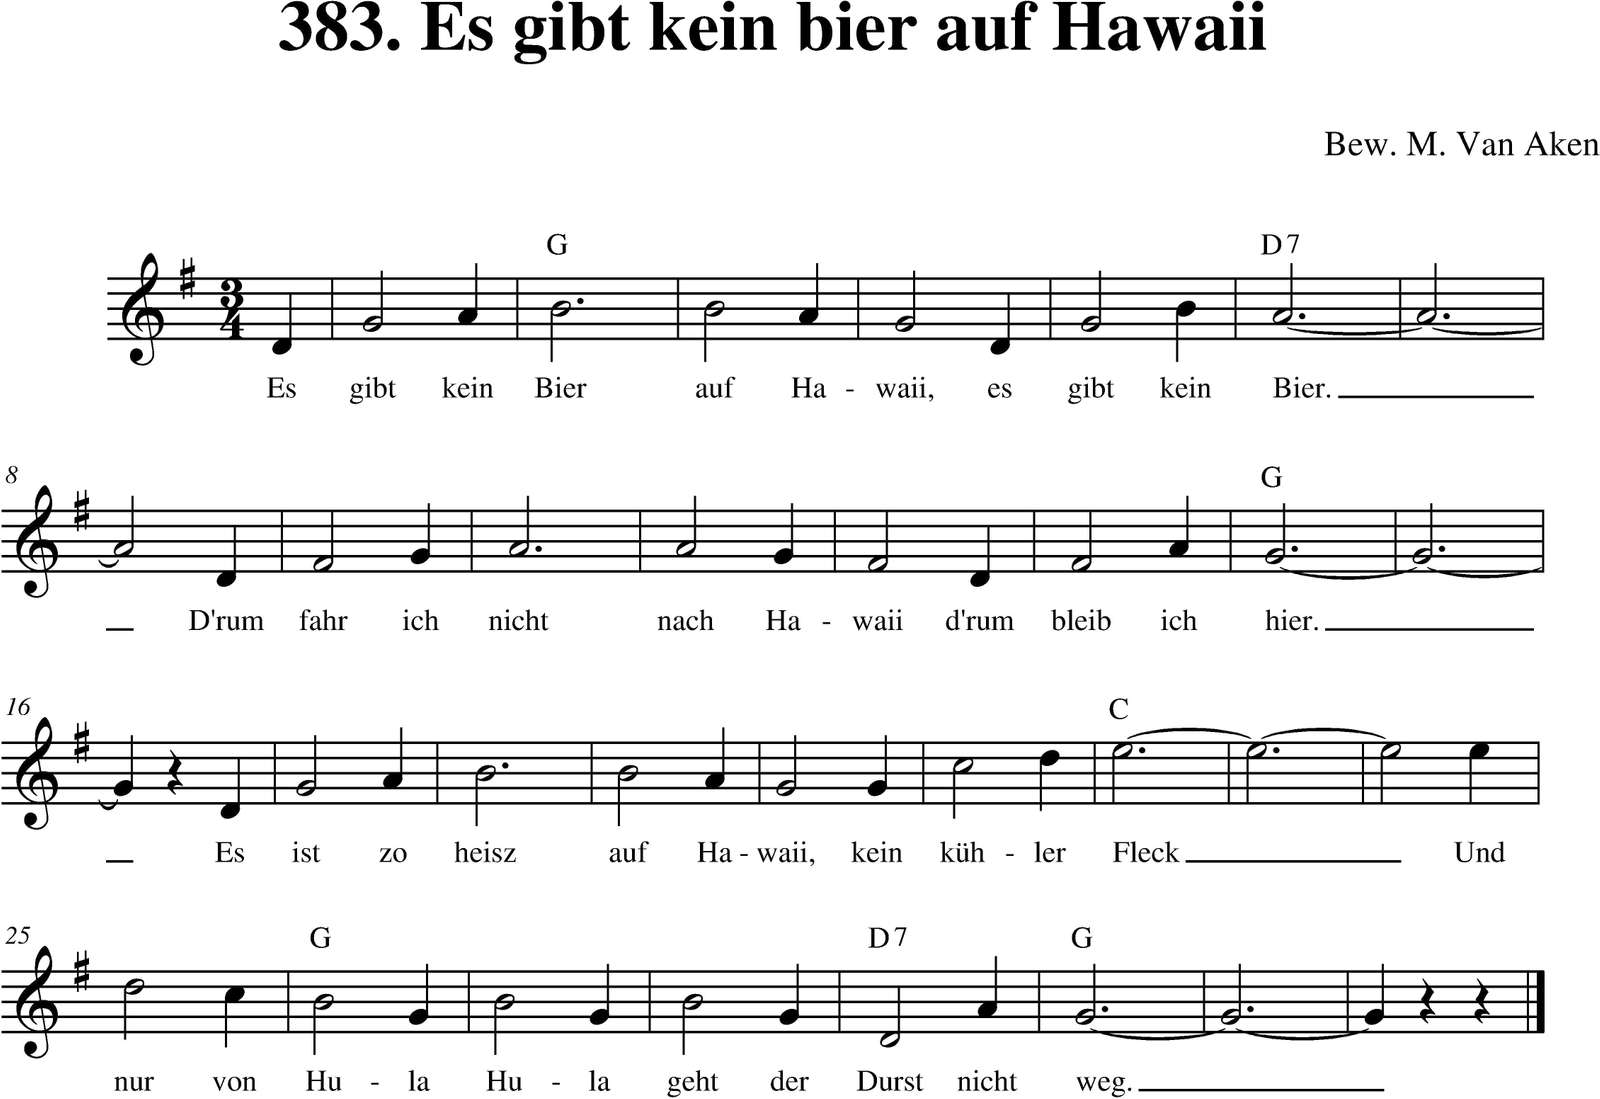 383. Es gibt kein bier auf Hawaii
Bew. M. Van Aken
G D7
3
4
Es gibt kein Bier auf Ha - waii, es gibt kein Bier.
8 G
D'rum fahr ich nicht nach Ha - waii d'rum bleib ich hier.
16 C
Es ist zo heisz auf Ha - waii, kein küh - ler Fleck Und
25 G D7 G
nur von Hu - la Hu - la geht der Durst nicht weg.